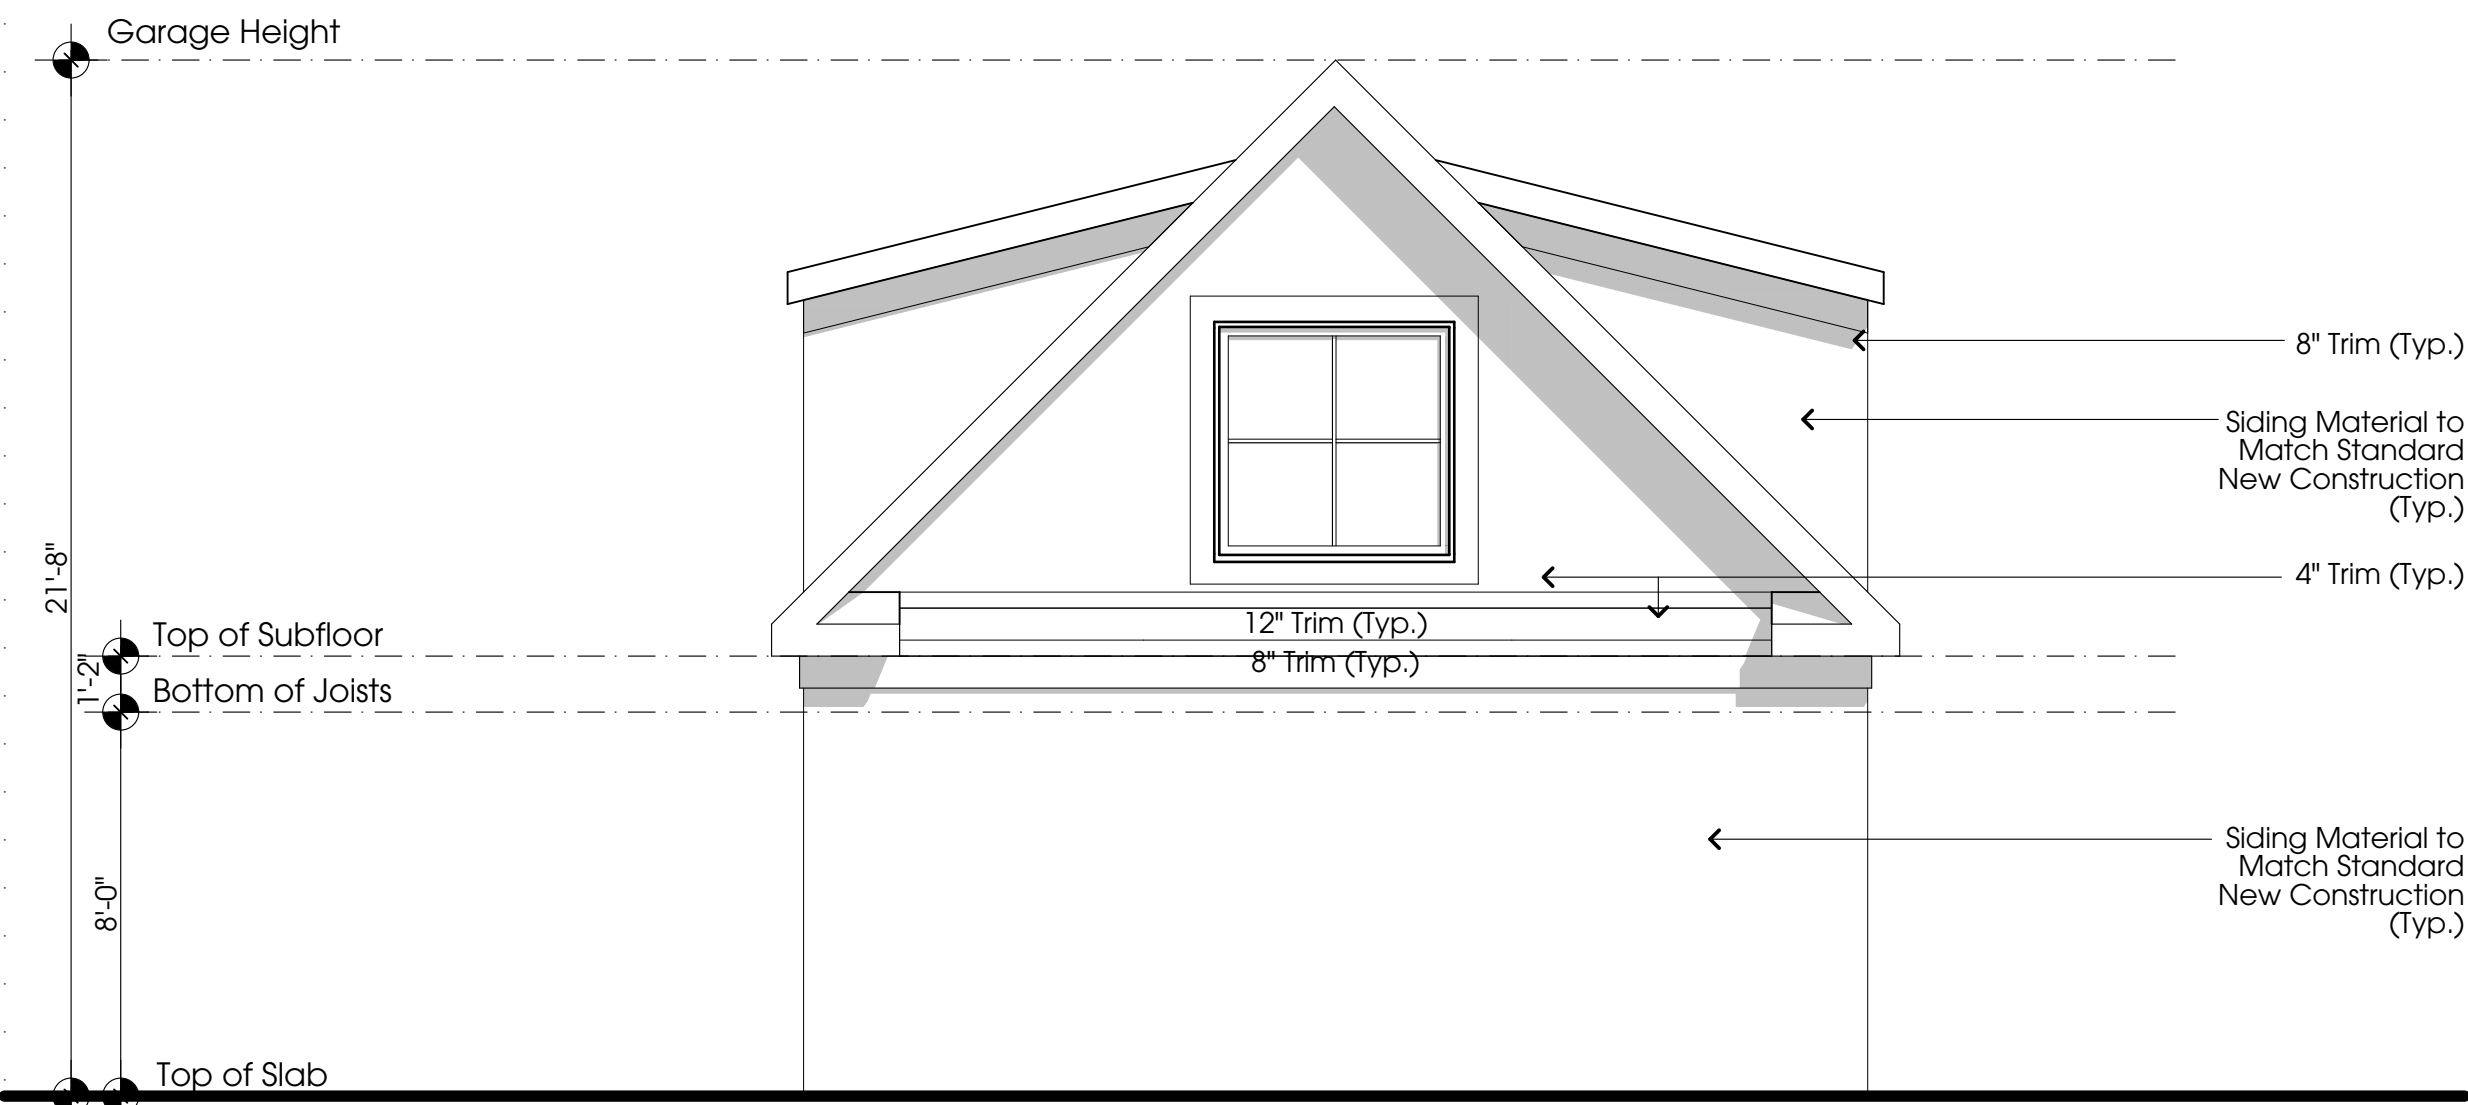 Garage Height
8" Trim (Typ.)
Siding Material to
Match Standard
New Construction
(Typ.)
21'-8"
4" Trim (Typ.)
12" Trim (Typ.)
Top of Subfloor
8" Trim (Typ.)
1'-2"
Bottom of Joists
Siding Material to
Match Standard
New Construction
(Typ.)
8'-0"
Top of Slab